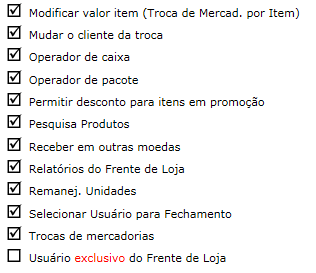 Modificar valor item (Troca de Mercad. por Item)
Mudar o cliente da troca
Operador de caixa
Operador de pacote
Permitir desconto para itens em promoção
Pesquisa Produtos
Receber em outras moedas
Relatórios do Frente de Loja
Remanej. Unidades
Selecionar Usuário para Fechamento
Trocas de mercadorias
Usuário exclusivo do Frente de Loja